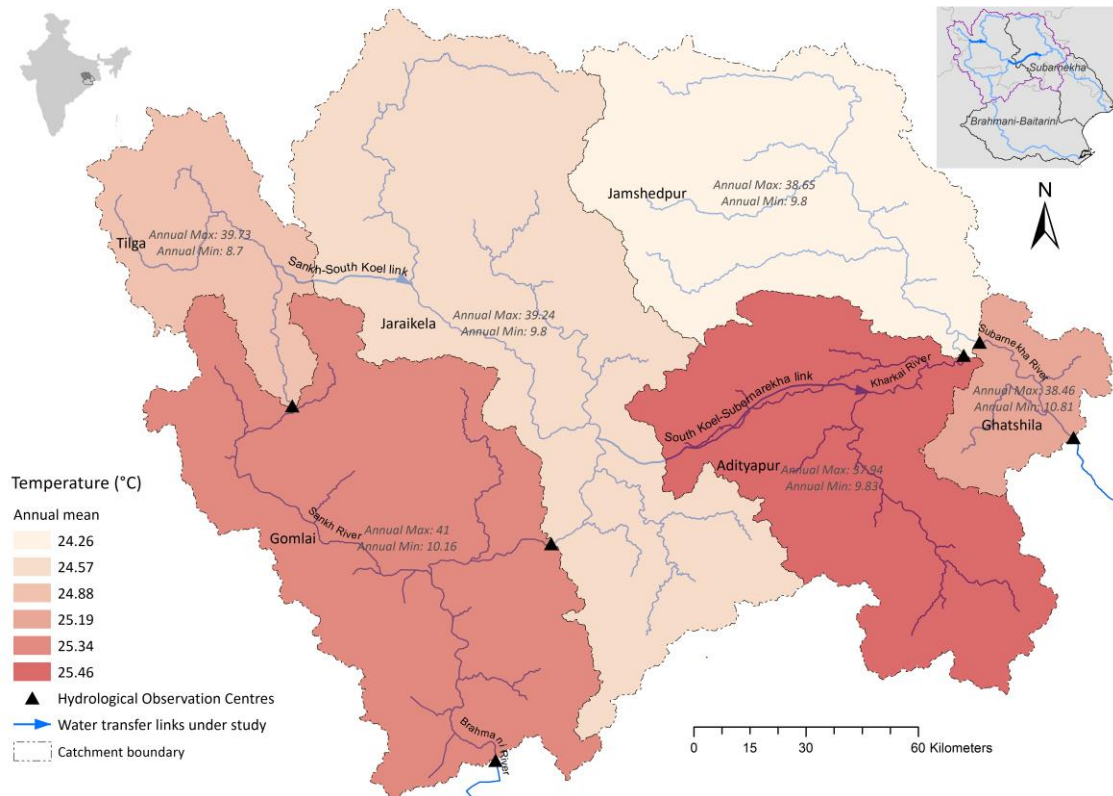 Subarnekha
Brahmani-Baitarini
N
Jamshedpur
Annual Max: 38.65
Annual Min: 9.8
Tilga
Annual Max: 39.73
Annual Min: 8.7
Sankh-South Koel link
Jaraikela
Annual Max: 39.24
Annual Min: 9.8
Subarnekha River
Kharkai River
South Koel-Subernarekha link
Annual Max: 38.46
Annual Min: 10.81
Ghatshila
Adityapur
Annual Max: 37.94
Annual Min: 9.83
Sankh River
Gomlai
Annual Max: 41
Annual Min: 10.16
Brahmani River
Temperature (°C)
Annual mean
24.26
24.57
24.88
25.19
25.34
25.46
Hydrological Observation Centres
Water transfer links under study
Catchment boundary
0 15 30 60 Kilometers